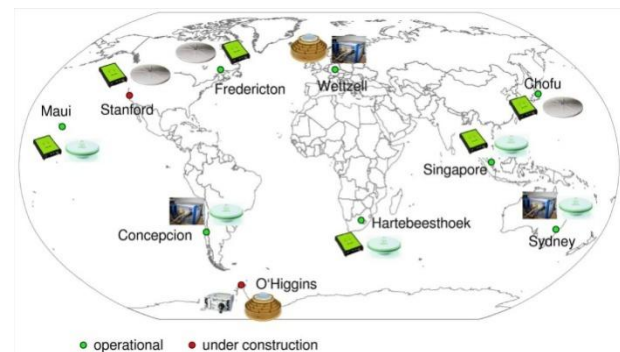 Fredericton
Wettzell
Chofu
Maui
Stanford
Singapore
Hartebeesthoek
Concepcion
Sydney
O'Higgins
operational
under construction